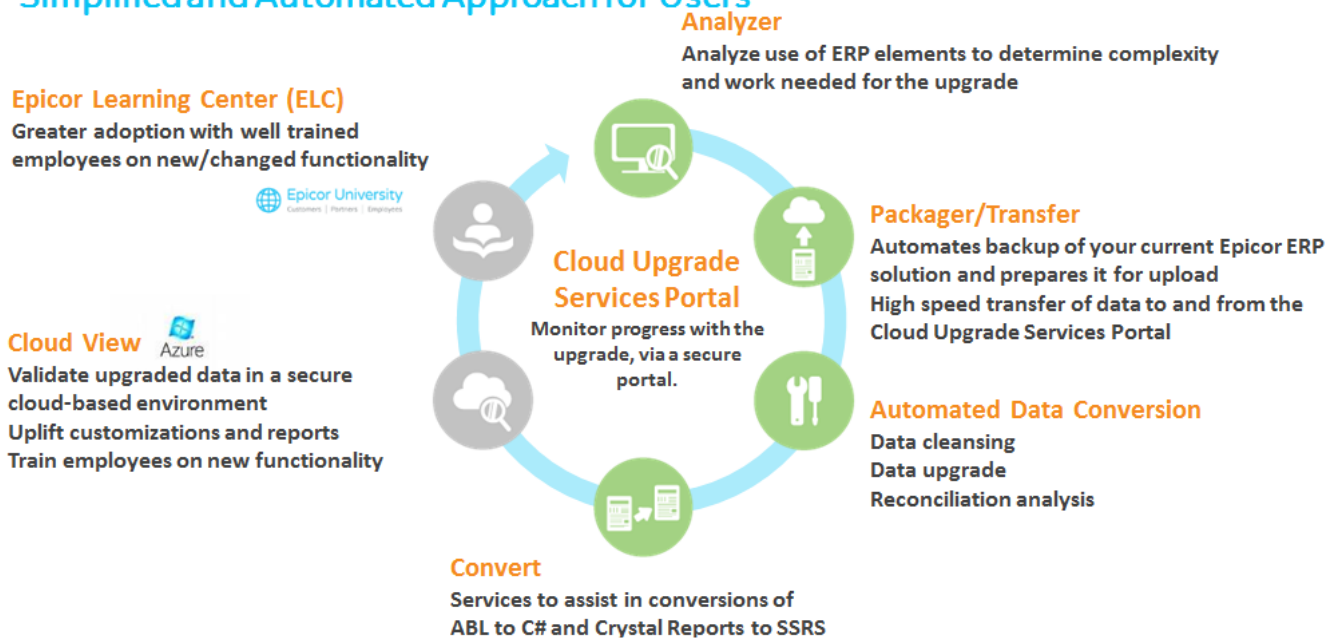 Simplified and Automated Approach for Users
Analyzer
Analyze use of ERP elements to determine complexity
and work needed for the upgrade
Epicor Learning Center (ELC)
Greater adoption with well trained
employees on new/changed functionality
Epicor University
Customers | Partners | Employees
Packager/Transfer
Automates backup of your current Epicor ERP
solution and prepares it for upload
High speed transfer of data to and from the
Cloud Upgrade Services Portal
Cloud Upgrade
Services Portal
Monitor progress with the
upgrade, via a secure
portal.
Cloud View
Azure
Validate upgraded data in a secure
cloud-based environment
Uplift customizations and reports
Train employees on new functionality
Automated Data Conversion
Data cleansing
Data upgrade
Reconciliation analysis
Convert
Services to assist in conversions of
ABL to C# and Crystal Reports to SSRS